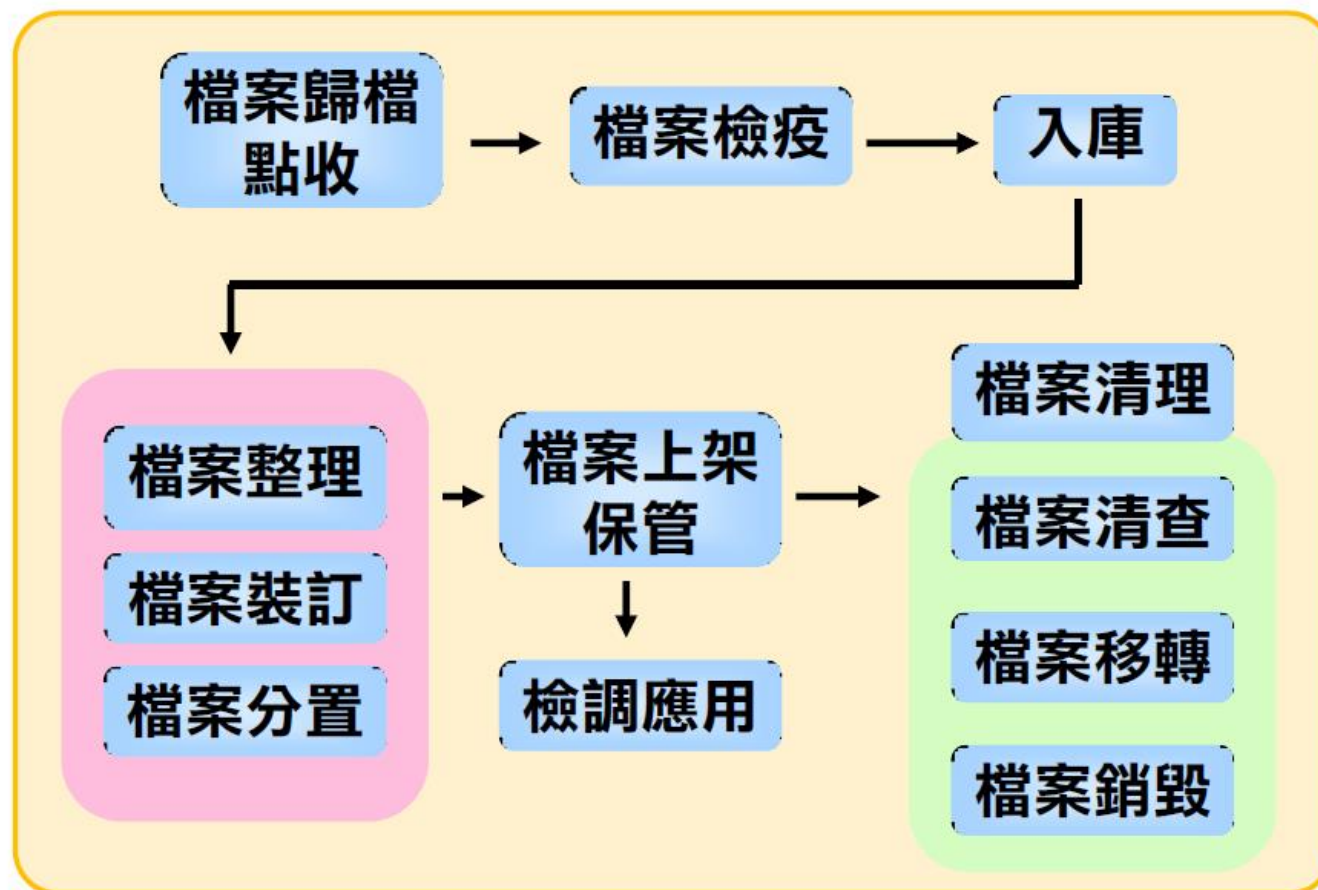 檔案歸檔
點收
檔案檢疫
入庫
檔案整理
檔案裝訂
檔案分置
檔案上架
保管
檢調應用
檔案清理
檔案清查
檔案移轉
檔案銷毀